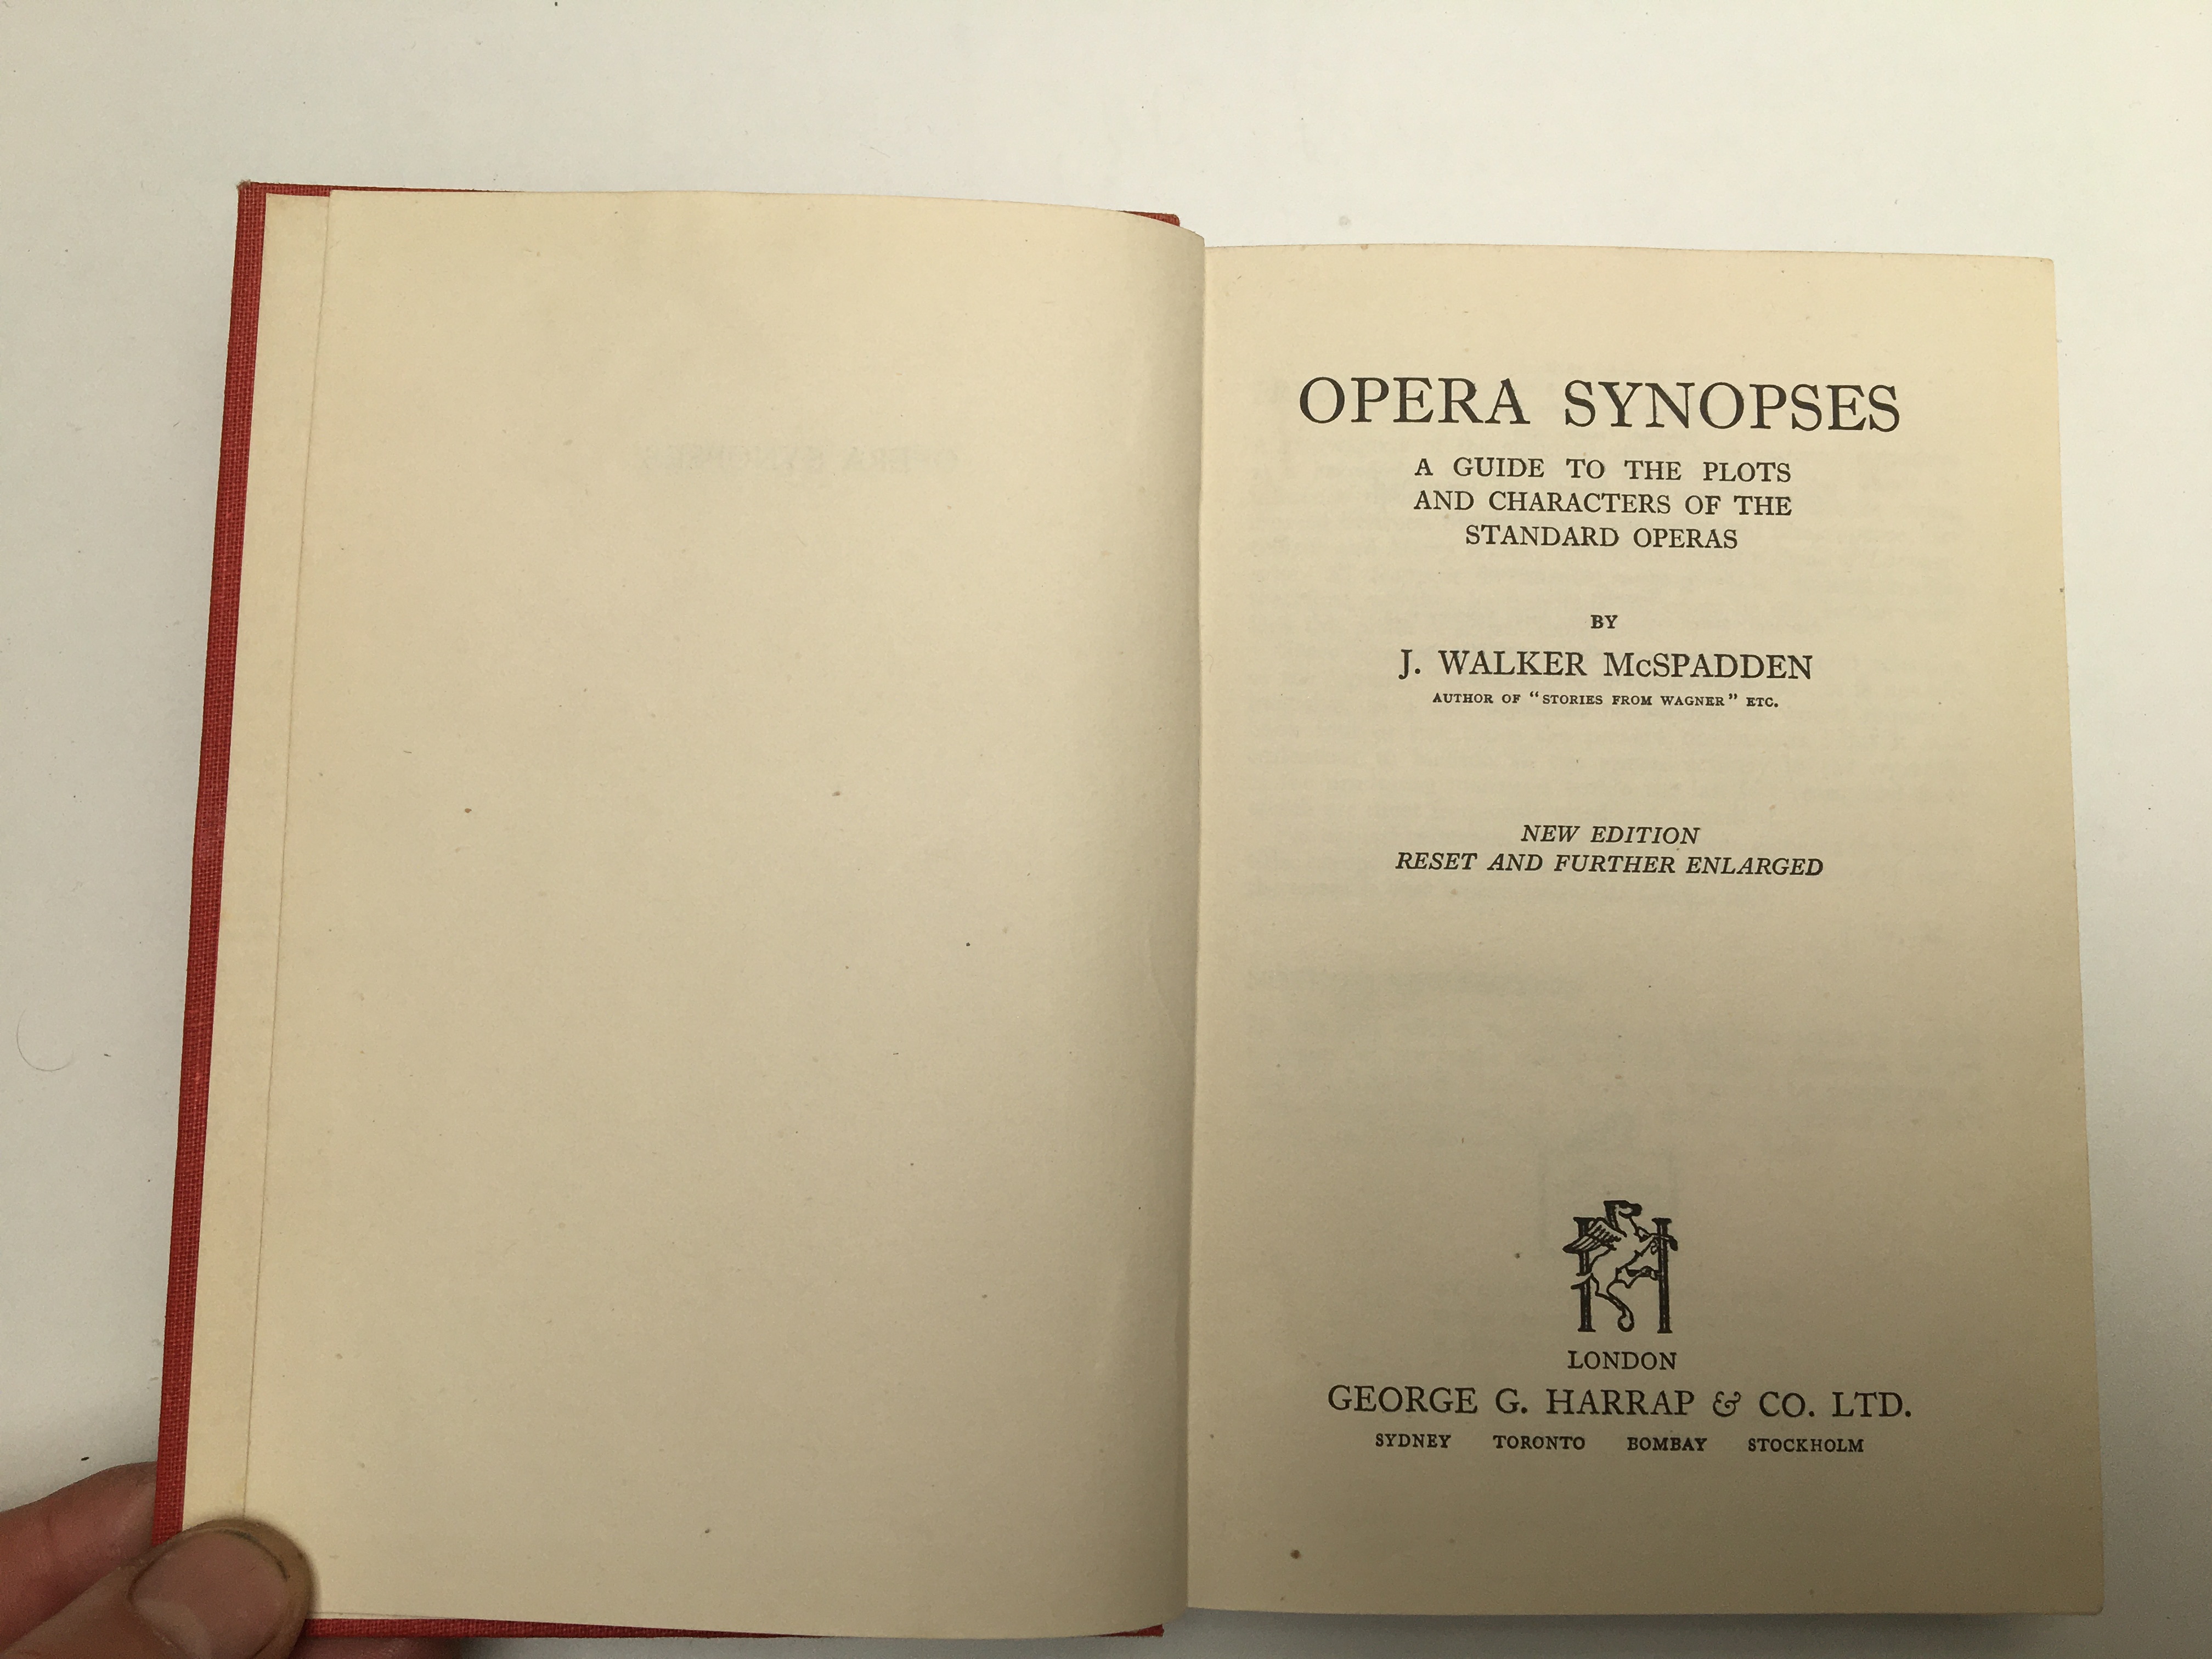 OPERA SYNOPSES
A GUIDE TO THE PLOTS
AND CHARACTERS OF THE
STANDARD OPERAS
BY
J. WALKER McSPADDEN
AUTHOR OF “STORIES FROM WAGNER” ETC.
NEW EDITION
RESET AND FURTHER ENLARGED
LONDON
GEORGE G. HARRAP & CO. LTD.
SYDNEY TORONTO BOMBAY STOCKHOLM